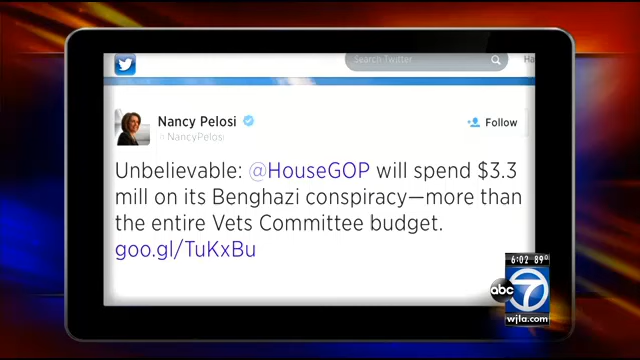 Search Twitter
Ha
Nancy Pelosi
@NancyPelosi
Follow
Unbelievable: @HouseGOP will spend $3.3
mill on its Benghazi conspiracy—more than
the entire Vets Committee budget.
goo.gl/TuKxBu
6:02 89°
abc 7
wjla.com